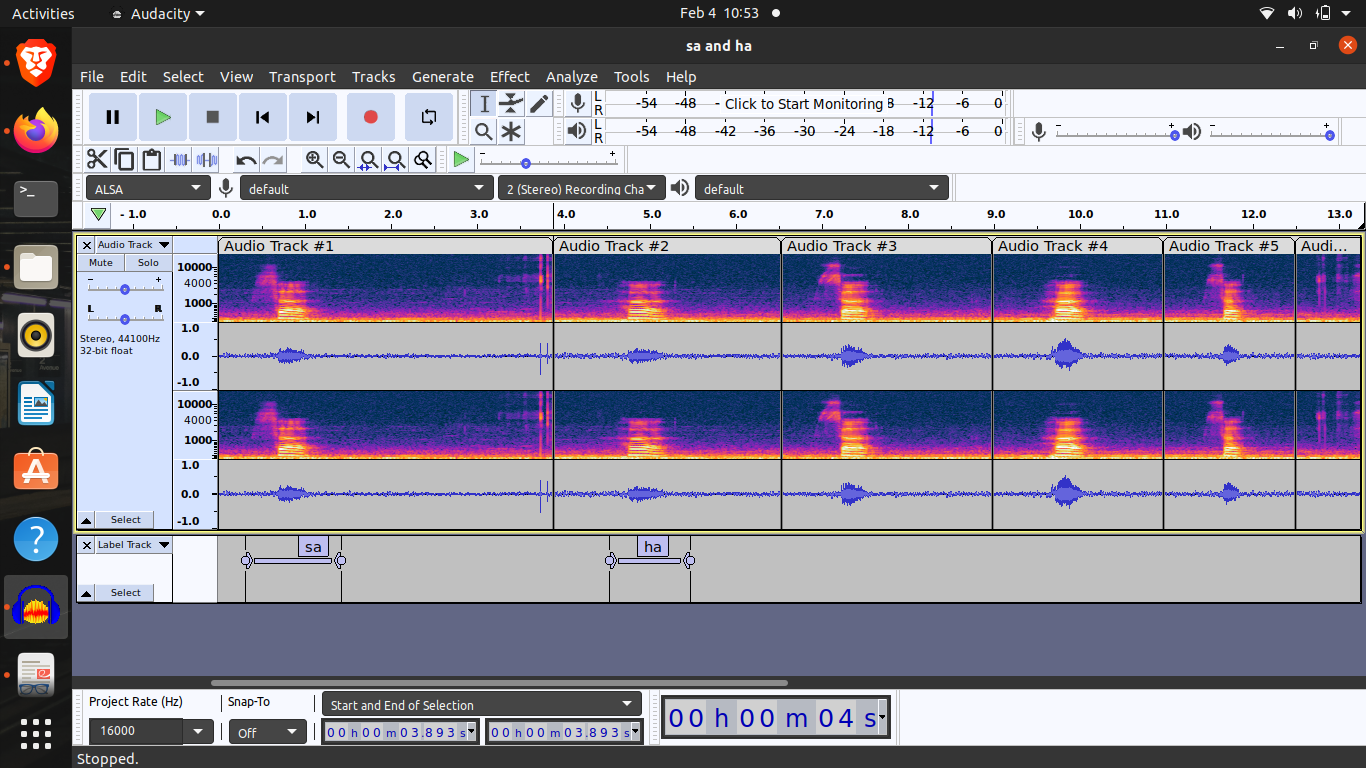 Activities Audacity Feb 4 10:53
sa and ha
File Edit Select View Transport Tracks Generate Effect Analyze Tools Help
L R -54 -48 - Click to Start Monitoring 8 -12 -6 0
L R -54 -48 -42 -36 -30 -24 -18 -12 -6 0
ALSA default 2 (Stereo) Recording Cha default
- 1.0 0.0 1.0 2.0 3.0 4.0 5.0 6.0 7.0 8.0 9.0 10.0 11.0 12.0 13.0
Audio Track Audio Track #1 Audio Track #2 Audio Track #3 Audio Track #4 Audio Track #5 Audi...
Mute Solo
- +
L R
Stereo, 44100Hz
32-bit float
10000
4000
1000
1.0
0.0
-1.0
10000
4000
1000
1.0
0.0
-1.0
Select
Label Track sa ha
Select
Project Rate (Hz) Snap-To Start and End of Selection
16000 Off 00 h 00 m 03.893 s 00 h 00 m 03.893 s
00 h 00 m 04 s
Stopped.